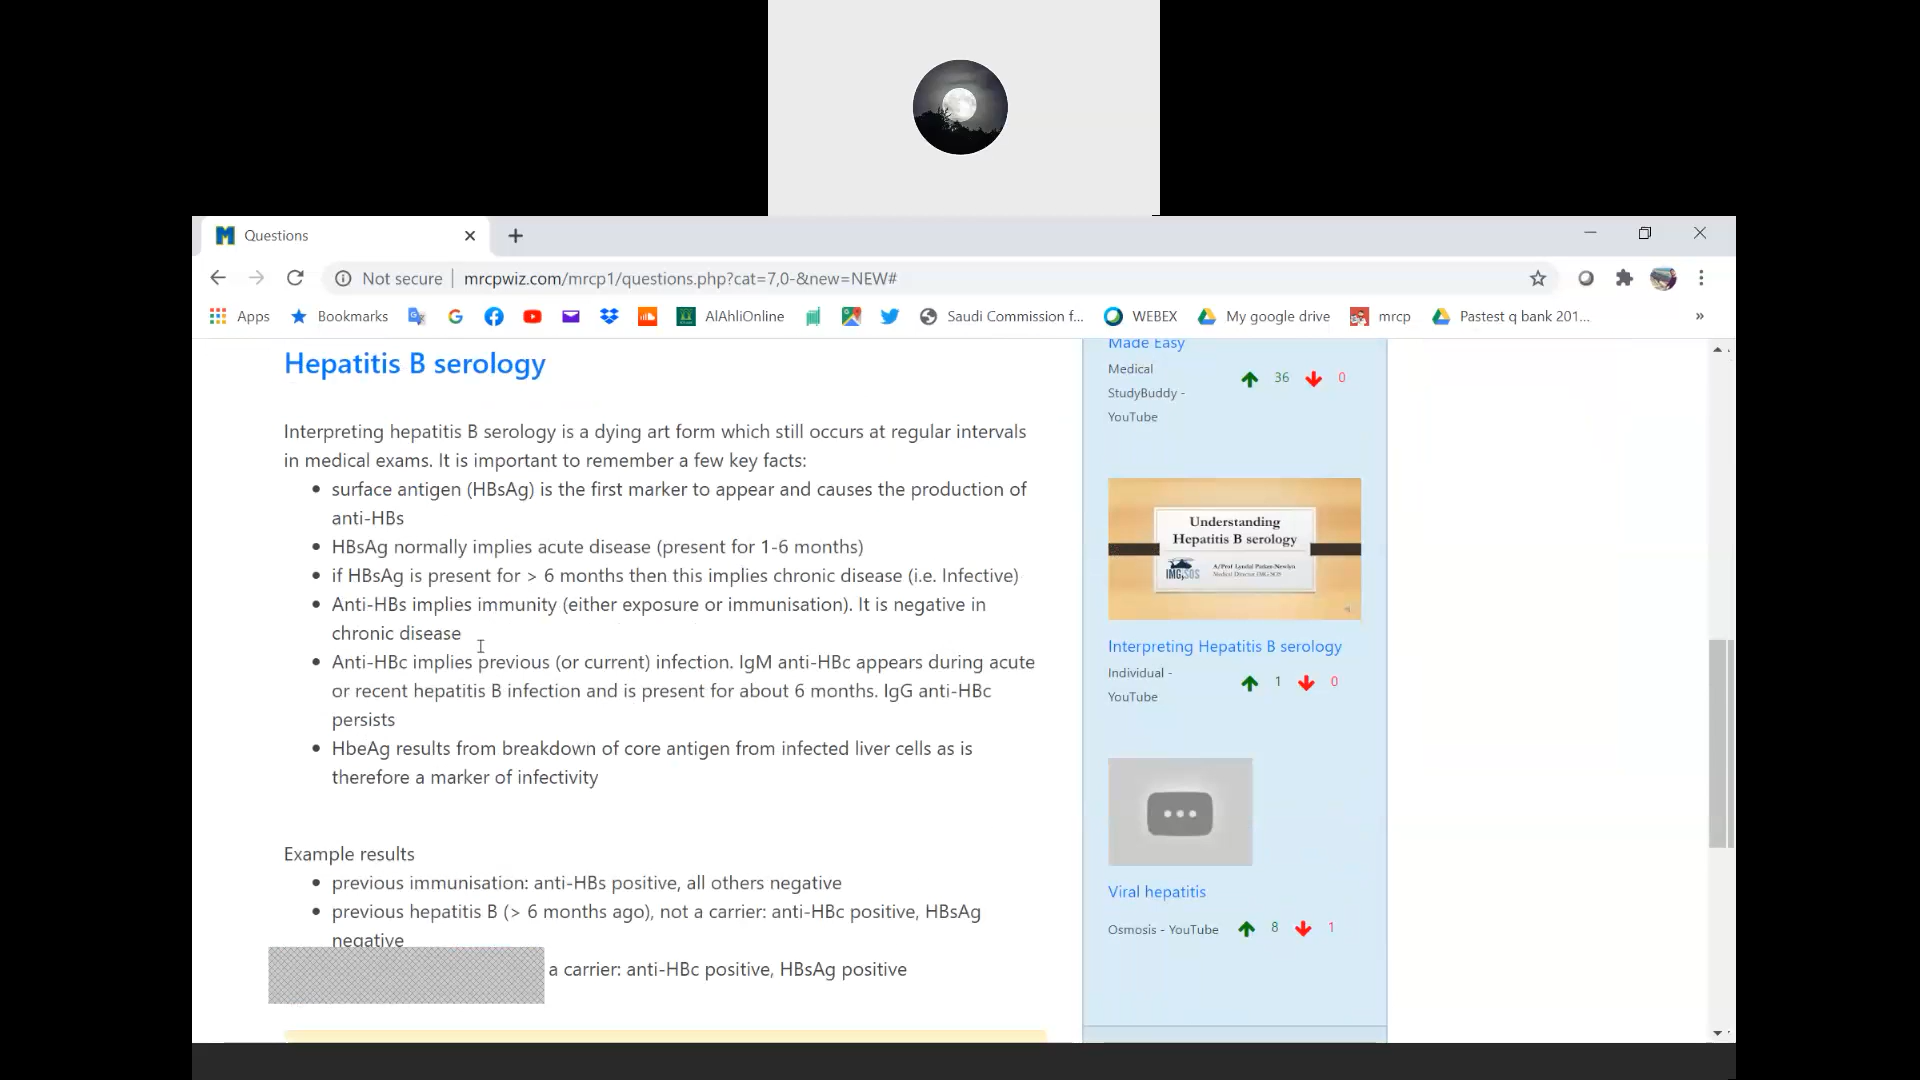 Questions
Not secure | mrcpwiz.com/mrcp1/questions.php?cat=7,0-&new=NEW#
Apps Bookmarks AlAhliOnline Saudi Commission f... WEBEX My google drive mrcp Pastest q bank 201... »
Hepatitis B serology
Interpreting hepatitis B serology is a dying art form which still occurs at regular intervals
in medical exams. It is important to remember a few key facts:
• surface antigen (HBsAg) is the first marker to appear and causes the production of
anti-HBs
• HBsAg normally implies acute disease (present for 1-6 months)
• if HBsAg is present for > 6 months then this implies chronic disease (i.e. Infective)
• Anti-HBs implies immunity (either exposure or immunisation). It is negative in
chronic disease
• Anti-HBc implies previous (or current) infection. IgM anti-HBc appears during acute
or recent hepatitis B infection and is present for about 6 months. IgG anti-HBc
persists
• HbeAg results from breakdown of core antigen from infected liver cells as is
therefore a marker of infectivity
Example results
• previous immunisation: anti-HBs positive, all others negative
• previous hepatitis B (> 6 months ago), not a carrier: anti-HBc positive, HBsAg
negative
a carrier: anti-HBc positive, HBsAg positive
Made Easy
Medical
StudyBuddy -
YouTube
36 0
Understanding
Hepatitis B serology
IMG SOS
A/Prof Lyndal Parker-Newlyn
Medical Director IMG SOS
Interpreting Hepatitis B serology
Individual -
YouTube
1 0
Viral hepatitis
Osmosis - YouTube 8 1